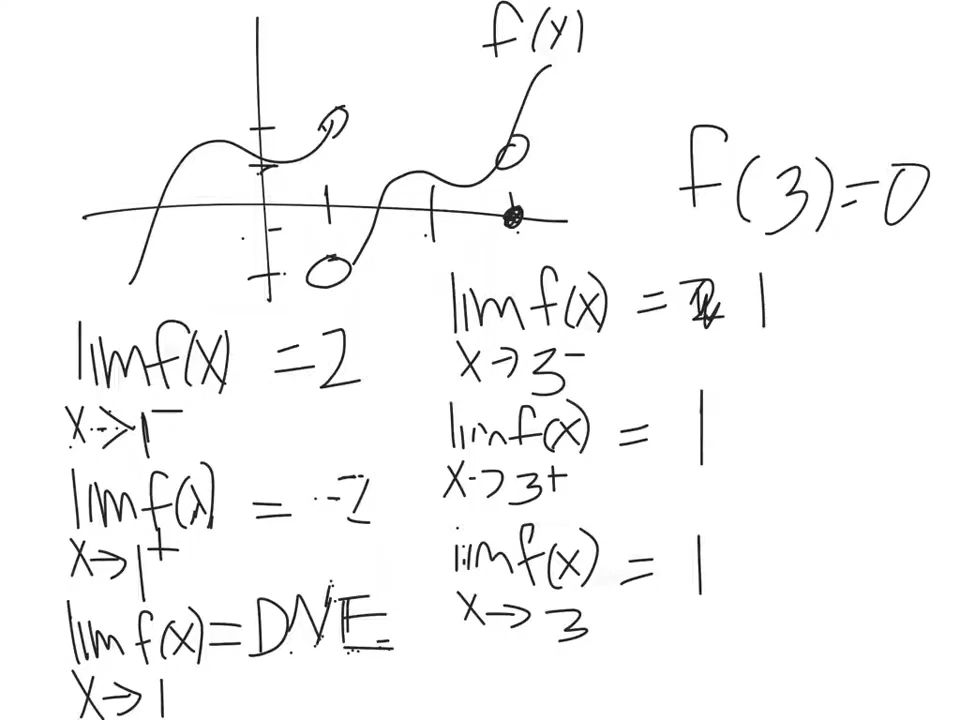 f(x)
f(3)=0
lim f(x) = 2
x→1⁻
lim f(x) = -2
x→1⁺
lim f(x) = DNE
x→1
lim f(x) = 1
x→3⁻
lim f(x) = 1
x→3⁺
lim f(x) = 1
x→3